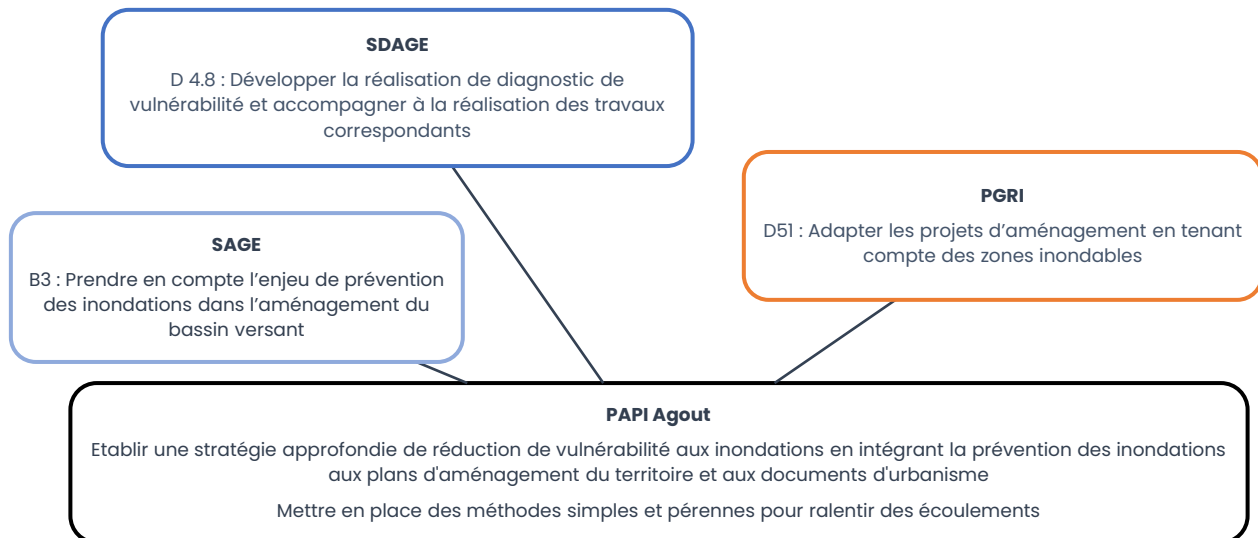 SDAGE
D 4.8 : Développer la réalisation de diagnostic de
vulnérabilité et accompagner à la réalisation des travaux
correspondants
PGRI
D51 : Adapter les projets d’aménagement en tenant
compte des zones inondables
SAGE
B3 : Prendre en compte l’enjeu de prévention
des inondations dans l’aménagement du
bassin versant
PAPI Agout
Etablir une stratégie approfondie de réduction de vulnérabilité aux inondations en intégrant la prévention des inondations
aux plans d'aménagement du territoire et aux documents d'urbanisme
Mettre en place des méthodes simples et pérennes pour ralentir des écoulements